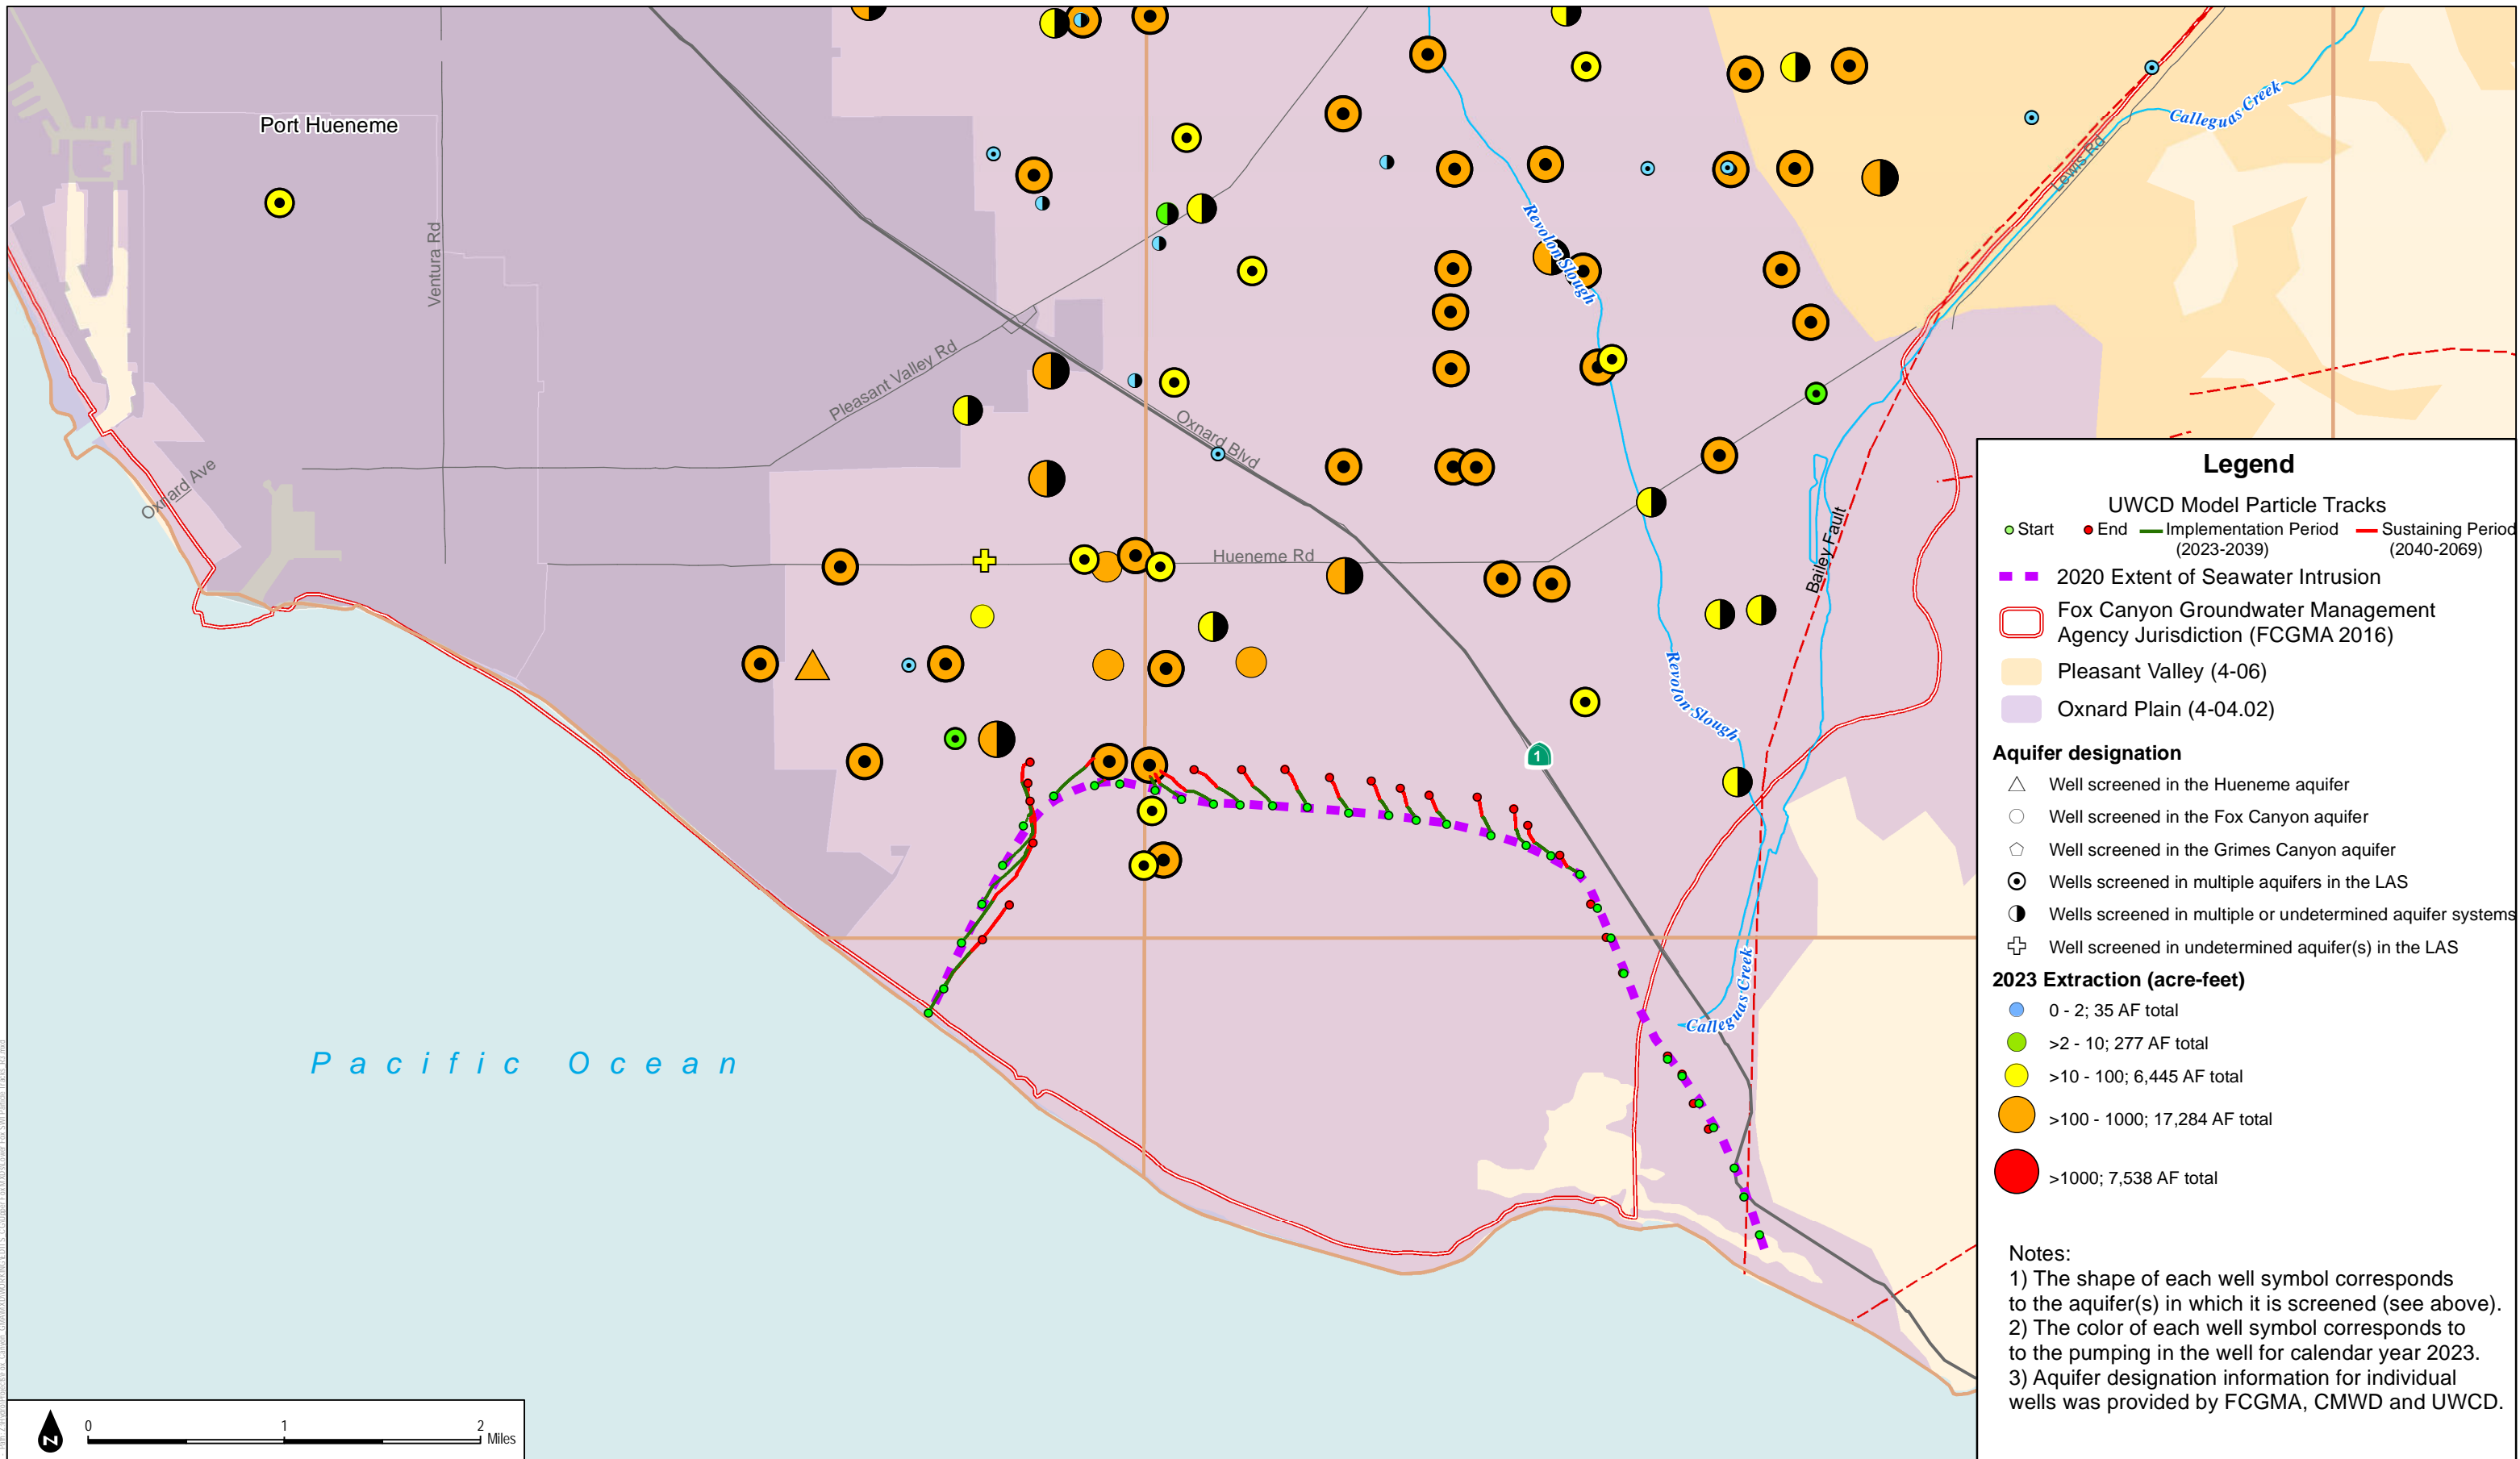 Port Hueneme
Ventura Rd
Oxnard Ave
Pleasant Valley Rd
Oxnard Blvd
Hueneme Rd
Revolon Slough
Revolon Slough
Calleguas Creek
Lewis Rd
Bailey Fault
Calleguas Creek
1
Pacific Ocean
N
0 1 2
Miles
Legend
UWCD Model Particle Tracks
Start End Implementation Period Sustaining Period
(2023-2039) (2040-2069)
2020 Extent of Seawater Intrusion
Fox Canyon Groundwater Management
Agency Jurisdiction (FCGMA 2016)
Pleasant Valley (4-06)
Oxnard Plain (4-04.02)
Aquifer designation
Well screened in the Hueneme aquifer
Well screened in the Fox Canyon aquifer
Well screened in the Grimes Canyon aquifer
Wells screened in multiple aquifers in the LAS
Wells screened in multiple or undetermined aquifer systems
Well screened in undetermined aquifer(s) in the LAS
2023 Extraction (acre-feet)
0 - 2; 35 AF total
>2 - 10; 277 AF total
>10 - 100; 6,445 AF total
>100 - 1000; 17,284 AF total
>1000; 7,538 AF total
Notes:
1) The shape of each well symbol corresponds
to the aquifer(s) in which it is screened (see above).
2) The color of each well symbol corresponds to
to the pumping in the well for calendar year 2023.
3) Aquifer designation information for individual
wells was provided by FCGMA, CMWD and UWCD.